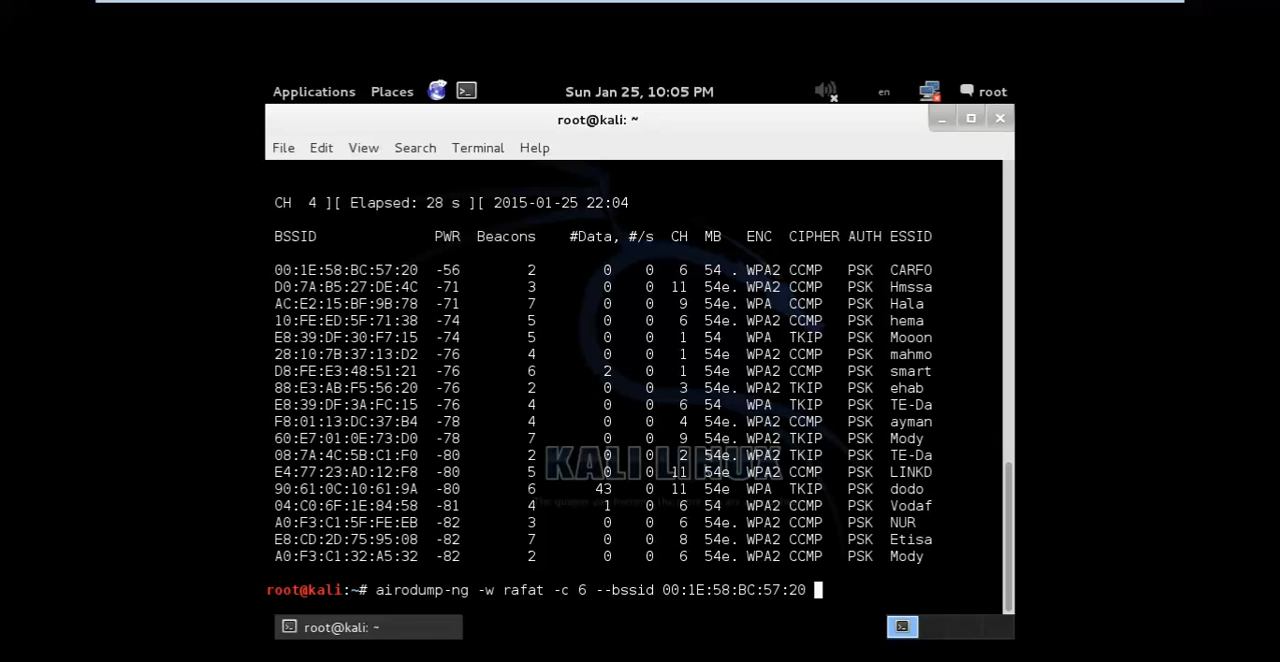 Applications Places Sun Jan 25, 10:05 PM en root
root@kali: ~
File Edit View Search Terminal Help
CH 4 ][ Elapsed: 28 s ][ 2015-01-25 22:04
BSSID PWR Beacons #Data, #/s CH MB ENC CIPHER AUTH ESSID
00:1E:58:BC:57:20 -56 2 0 0 6 54 . WPA2 CCMP PSK CARFO
D0:7A:B5:27:DE:4C -71 3 0 0 11 54e. WPA2 CCMP PSK Hmssa
AC:E2:15:BF:9B:78 -71 7 0 0 9 54e. WPA CCMP PSK Hala
10:FE:ED:5F:71:38 -74 5 0 0 6 54e. WPA2 CCMP PSK hema
E8:39:DF:30:F7:15 -74 5 0 0 1 54 WPA TKIP PSK Mooon
28:10:7B:37:13:D2 -76 4 0 0 1 54e WPA2 CCMP PSK mahmo
D8:FE:E3:48:51:21 -76 6 2 0 1 54e WPA2 CCMP PSK smart
88:E3:AB:F5:56:20 -76 2 0 0 3 54e. WPA2 TKIP PSK ehab
E8:39:DF:3A:FC:15 -76 4 0 0 6 54 WPA TKIP PSK TE-Da
F8:01:13:DC:37:B4 -78 4 0 0 4 54e. WPA2 CCMP PSK ayman
60:E7:01:0E:73:D0 -78 7 0 0 9 54e. WPA2 TKIP PSK Mody
08:7A:4C:5B:C1:F0 -80 2 0 0 2 54e. WPA2 TKIP PSK TE-Da
E4:77:23:AD:12:F8 -80 5 0 0 11 54e WPA2 CCMP PSK LINKD
90:61:0C:10:61:9A -80 6 43 0 11 54e WPA TKIP PSK dodo
04:C0:6F:1E:84:58 -81 4 1 0 6 54 WPA2 CCMP PSK Vodaf
A0:F3:C1:5F:FE:EB -82 3 0 0 6 54e. WPA2 CCMP PSK NUR
E8:CD:2D:75:95:08 -82 7 0 0 8 54e. WPA2 CCMP PSK Etisa
A0:F3:C1:32:A5:32 -82 2 0 0 6 54e. WPA2 CCMP PSK Mody
KALI LINUX
root@kali:~# airodump-ng -w rafat -c 6 --bssid 00:1E:58:BC:57:20
root@kali: ~